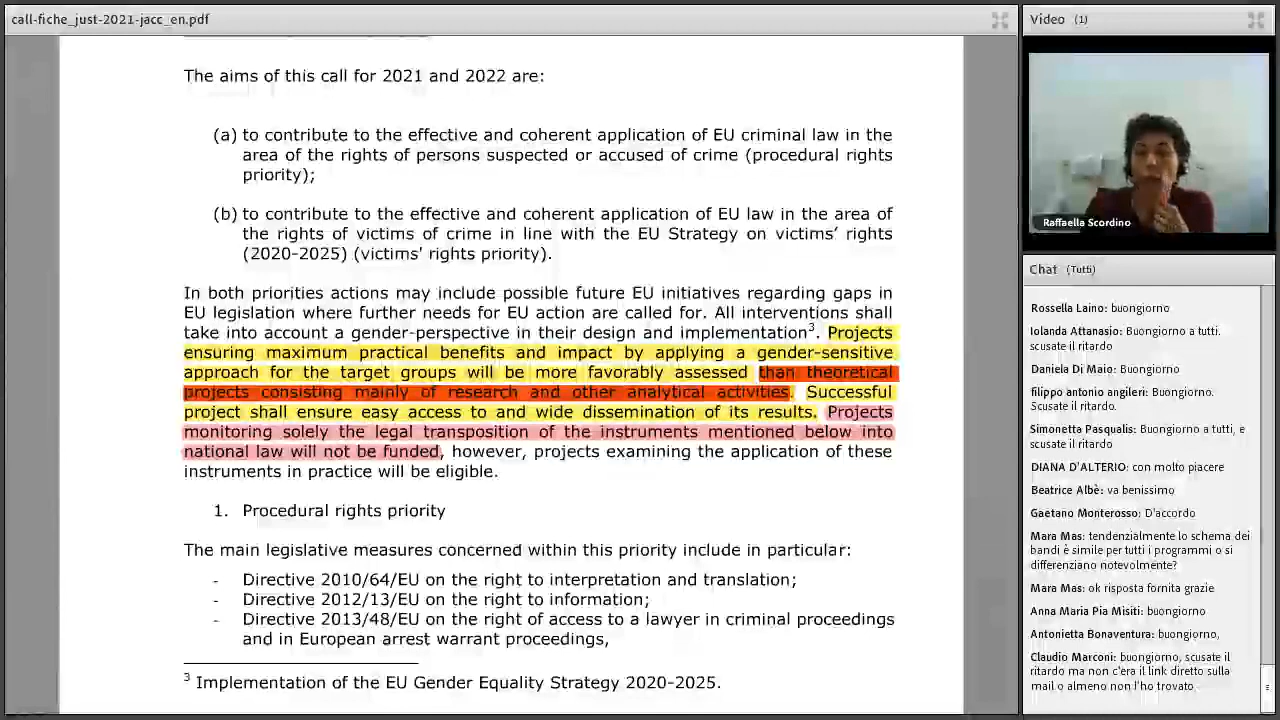 call-fiche_just-2021-jacc_en.pdf
The aims of this call for 2021 and 2022 are:
(a) to contribute to the effective and coherent application of EU criminal law in the
area of the rights of persons suspected or accused of crime (procedural rights
priority);
(b) to contribute to the effective and coherent application of EU law in the area of
the rights of victims of crime in line with the EU Strategy on victims’ rights
(2020-2025) (victims' rights priority).
In both priorities actions may include possible future EU initiatives regarding gaps in
EU legislation where further needs for EU action are called for. All interventions shall
take into account a gender-perspective in their design and implementation3. Projects
ensuring maximum practical benefits and impact by applying a gender-sensitive
approach for the target groups will be more favorably assessed than theoretical
projects consisting mainly of research and other analytical activities. Successful
project shall ensure easy access to and wide dissemination of its results. Projects
monitoring solely the legal transposition of the instruments mentioned below into
national law will not be funded, however, projects examining the application of these
instruments in practice will be eligible.
1. Procedural rights priority
The main legislative measures concerned within this priority include in particular:
- Directive 2010/64/EU on the right to interpretation and translation;
- Directive 2012/13/EU on the right to information;
- Directive 2013/48/EU on the right of access to a lawyer in criminal proceedings
and in European arrest warrant proceedings,
3 Implementation of the EU Gender Equality Strategy 2020-2025.
Video (1)
Raffaella Scordino
Chat (Tutti)
Rossella Laino: buongiorno
Iolanda Attanasio: Buongiorno a tutti.
scusate il ritardo
Daniela Di Maio: Buongiorno
filippo antonio angileri: Buongiorno.
Scusate il ritardo.
Simonetta Pasqualis: Buongiorno a tutti, e
scusate il ritardo
DIANA D'ALTERIO: con molto piacere
Beatrice Albè: va benissimo
Gaetano Monterosso: D'accordo
Mara Mas: tendenzialmente lo schema dei
bandi è simile per tutti i programmi o si
differenziano notevolmente?
Mara Mas: ok risposta fornita grazie
Anna Maria Pia Misiti: buongiorno
Antonietta Bonaventura: buongiorno,
Claudio Marconi: buongiorno, scusate il
ritardo ma non c'era il link diretto sulla
mail o almeno non l'ho trovato